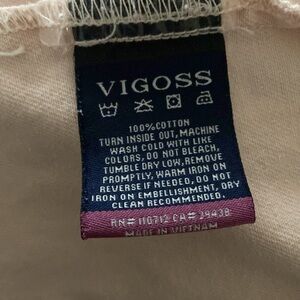 VIGOSS
100%COTTON
TURN INSIDE OUT, MACHINE
WASH COLD WITH LIKE
COLORS, DO NOT BLEACH,
TUMBLE DRY LOW, REMOVE
PROMPTLY, WARM IRON ON
REVERSE IF NEEDED, DO NOT
IRON ON EMBELLISHMENT, DRY
CLEAN RECOMMENDED.
RN# 110712 CA# 29438
MADE IN VIETNAM